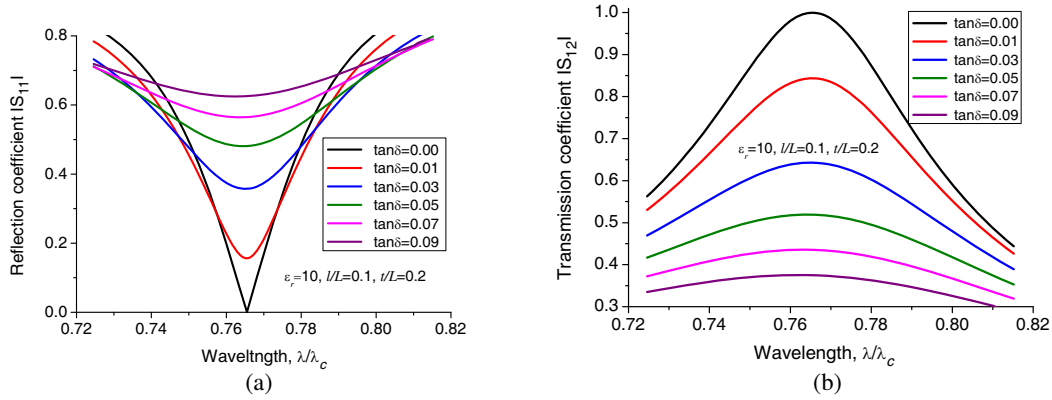 Reflection coefficient |S11|
0.8
0.6
0.4
0.2
0.0
tanδ=0.00
tanδ=0.01
tanδ=0.03
tanδ=0.05
tanδ=0.07
tanδ=0.09
εr=10, l/L=0.1, t/L=0.2
0.72 0.74 0.76 0.78 0.80 0.82
Waveltngth, λ/λc
(a)
Transmission coefficient |S12|
1.0
0.9
0.8
0.7
0.6
0.5
0.4
0.3
tanδ=0.00
tanδ=0.01
tanδ=0.03
tanδ=0.05
tanδ=0.07
tanδ=0.09
εr=10, l/L=0.1, t/L=0.2
0.72 0.74 0.76 0.78 0.80 0.82
Wavelength, λ/λc
(b)